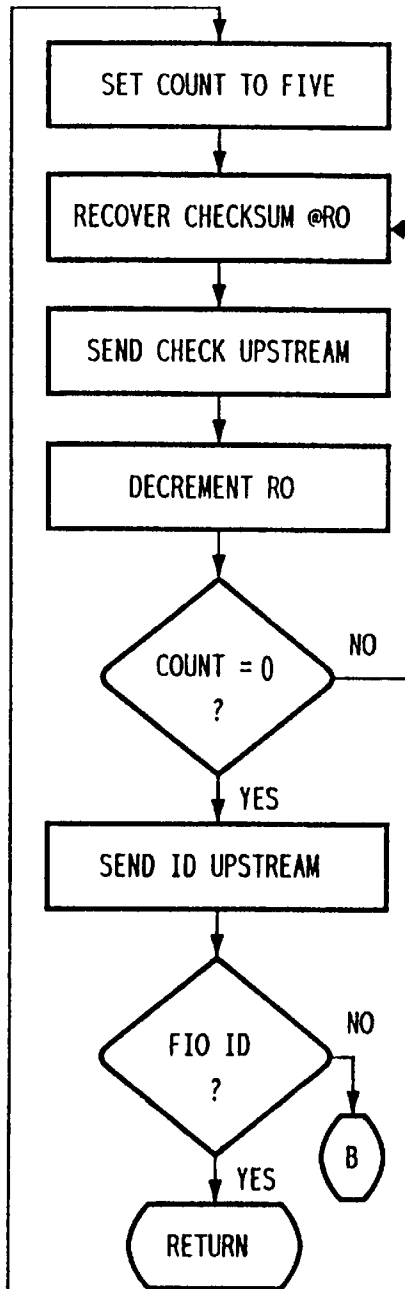 SET COUNT TO FIVE
RECOVER CHECKSUM @RO
SEND CHECK UPSTREAM
DECREMENT RO
COUNT = 0
?
NO
YES
SEND ID UPSTREAM
FIO ID
?
NO
B
YES
RETURN